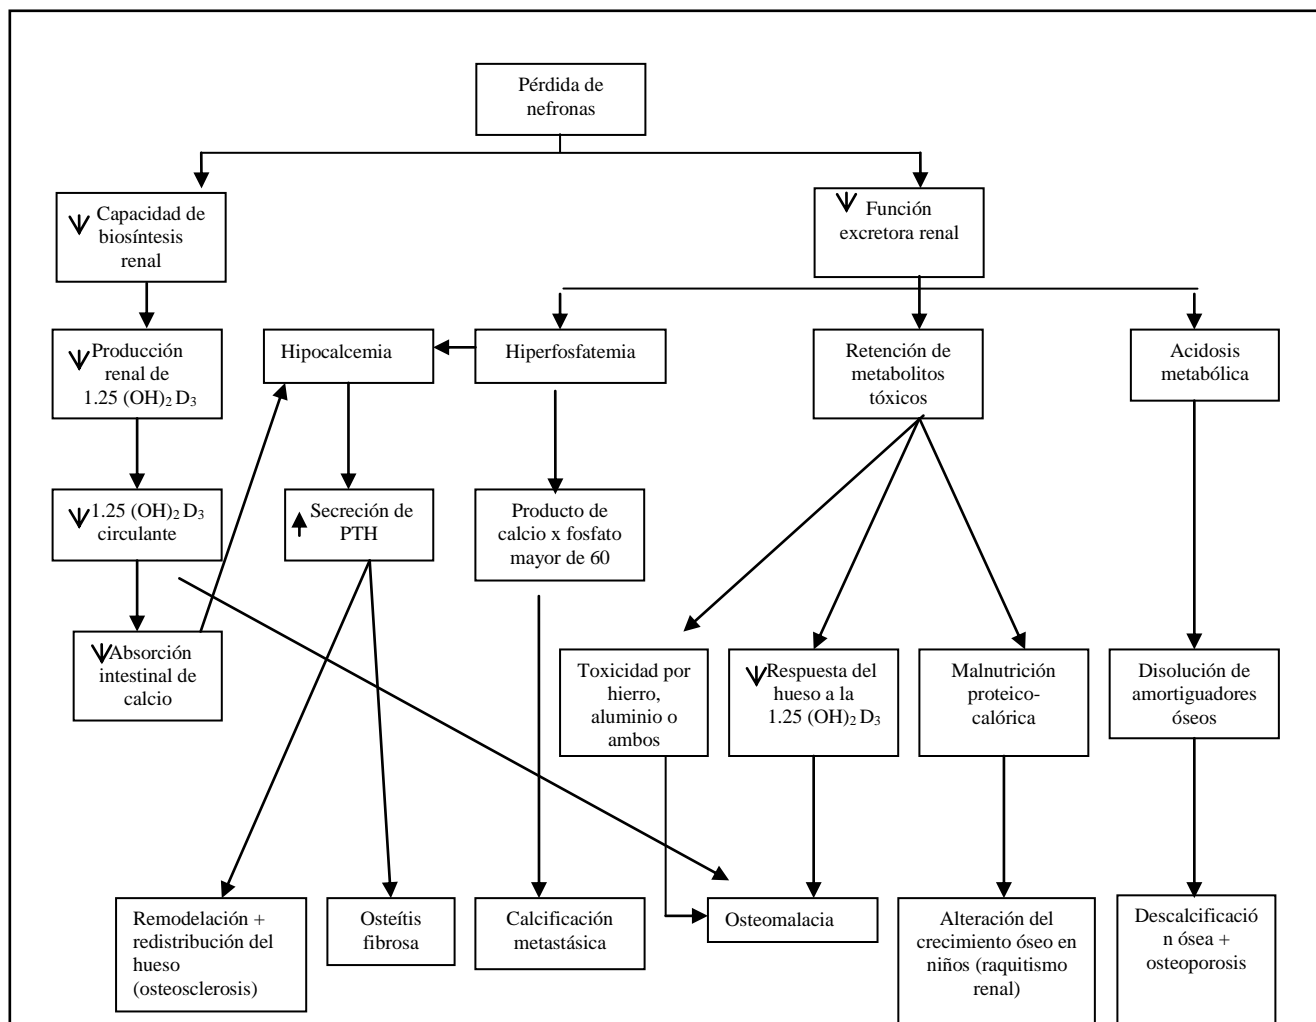 Pérdida de
nefronas
Capacidad de
biosíntesis
renal
Función
excretora renal
Producción
renal de
1.25 (OH)₂ D₃
Hipocalcemia
Hiperfosfatemia
Retención de
metabolitos
tóxicos
Acidosis
metabólica
1.25 (OH)₂ D₃
circulante
Secreción de
PTH
Producto de
calcio x fosfato
mayor de 60
Absorción
intestinal de
calcio
Toxicidad por
hierro,
aluminio o
ambos
Respuesta del
hueso a la
1.25 (OH)₂ D₃
Malnutrición
proteico-
calórica
Disolución de
amortiguadores
óseos
Remodelación +
redistribución del
hueso
(osteosclerosis)
Osteítis
fibrosa
Calcificación
metastásica
Osteomalacia
Alteración del
crecimiento óseo en
niños (raquitismo
renal)
Descalcificació
n ósea +
osteoporosis